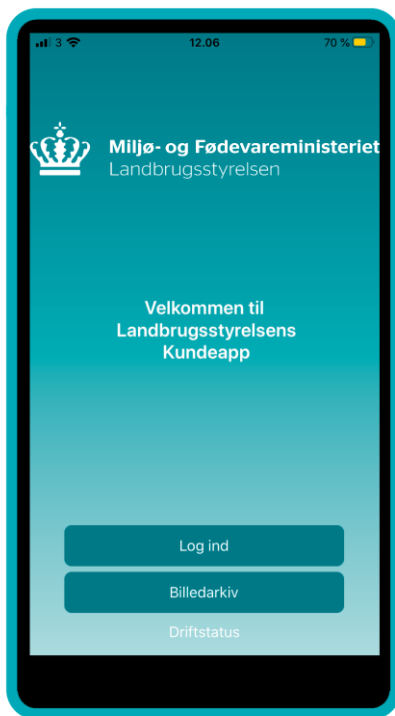 3 12.06 70 %
Miljø- og Fødevareministeriet
Landbrugsstyrelsen
Velkommen til
Landbrugsstyrelsens
Kundeapp
Log ind
Billedarkiv
Driftstatus